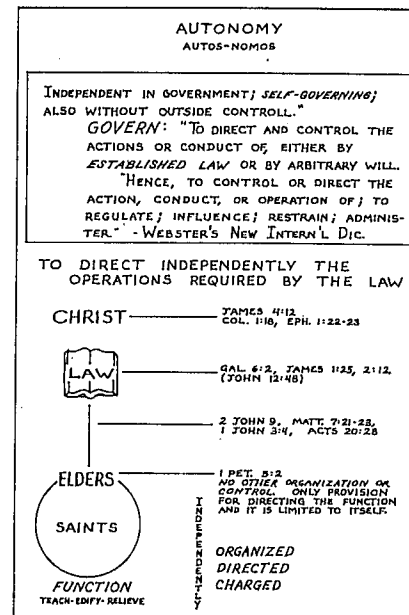 AUTONOMY
AUTOS-NOMOS
INDEPENDENT IN GOVERNMENT; SELF-GOVERNING;
ALSO WITHOUT OUTSIDE CONTROLL."
GOVERN: "TO DIRECT AND CONTROL THE
ACTIONS OR CONDUCT OF, EITHER BY
ESTABLISHED LAW OR BY ARBITRARY WILL.
"HENCE, TO CONTROL OR DIRECT THE
ACTION, CONDUCT, OR OPERATION OF; TO
REGULATE; INFLUENCE; RESTRAIN; ADMINIS-
TER." - WEBSTER'S NEW INTERN'L DIC.
TO DIRECT INDEPENDENTLY THE
OPERATIONS REQUIRED BY THE LAW
CHRIST
JAMES 4:12
COL. 1:18, EPH. 1:22-23
LAW
GAL. 6:2, JAMES 1:25, 2:12
(JOHN 12:48)
2 JOHN 9, MATT. 7:21-23,
1 JOHN 3:4, ACTS 20:28
ELDERS
1 PET. 5:2
NO OTHER ORGANIZATION OR
CONTROL. ONLY PROVISION
FOR DIRECTING THE FUNCTION
AND IT IS LIMITED TO ITSELF.
SAINTS
INDEPENDENTLY
ORGANIZED
DIRECTED
CHARGED
FUNCTION
TEACH-EDIFY-RELIEVE